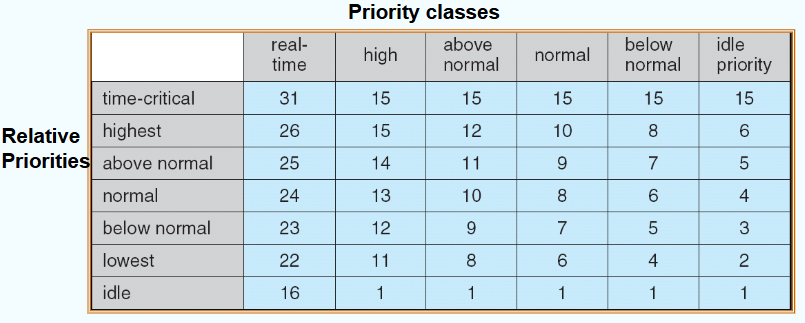 Priority classes
real-time high above normal normal below normal idle priority
time-critical 31 15 15 15 15 15
highest 26 15 12 10 8 6
Relative Priorities
above normal 25 14 11 9 7 5
normal 24 13 10 8 6 4
below normal 23 12 9 7 5 3
lowest 22 11 8 6 4 2
idle 16 1 1 1 1 1